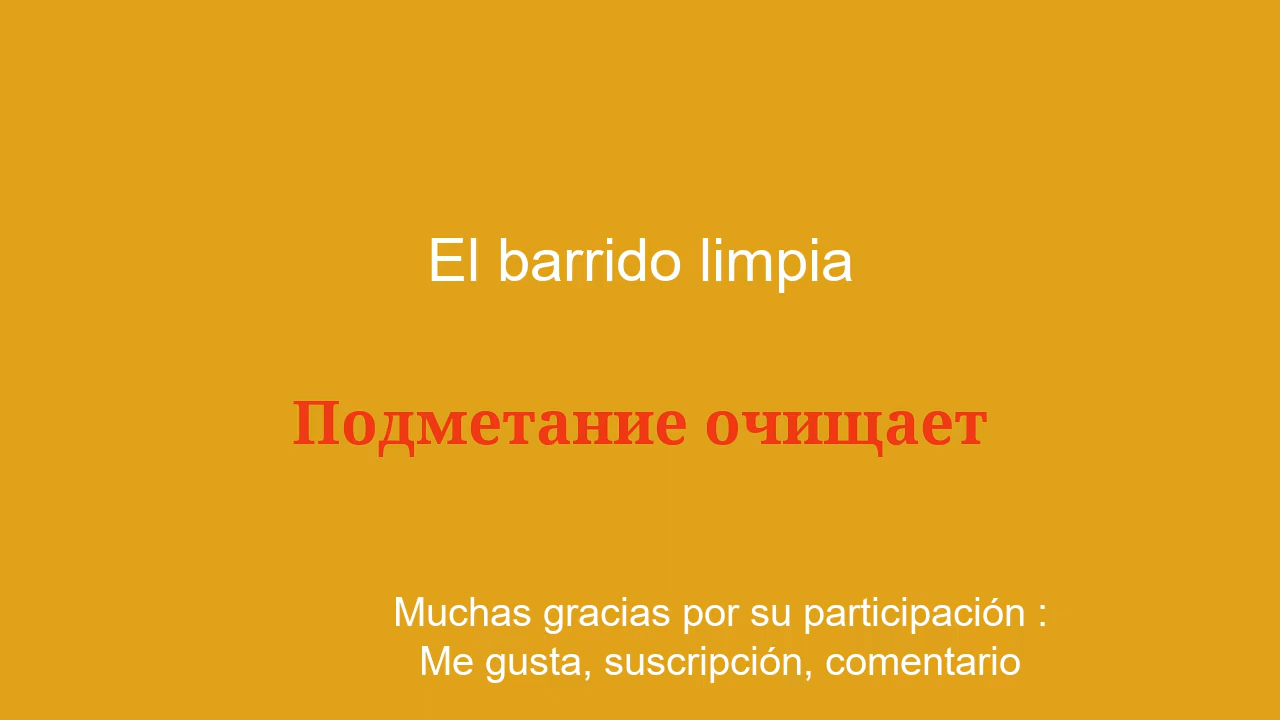 El barrido limpia
Подметание очищает
Muchas gracias por su participación :
Me gusta, suscripción, comentario